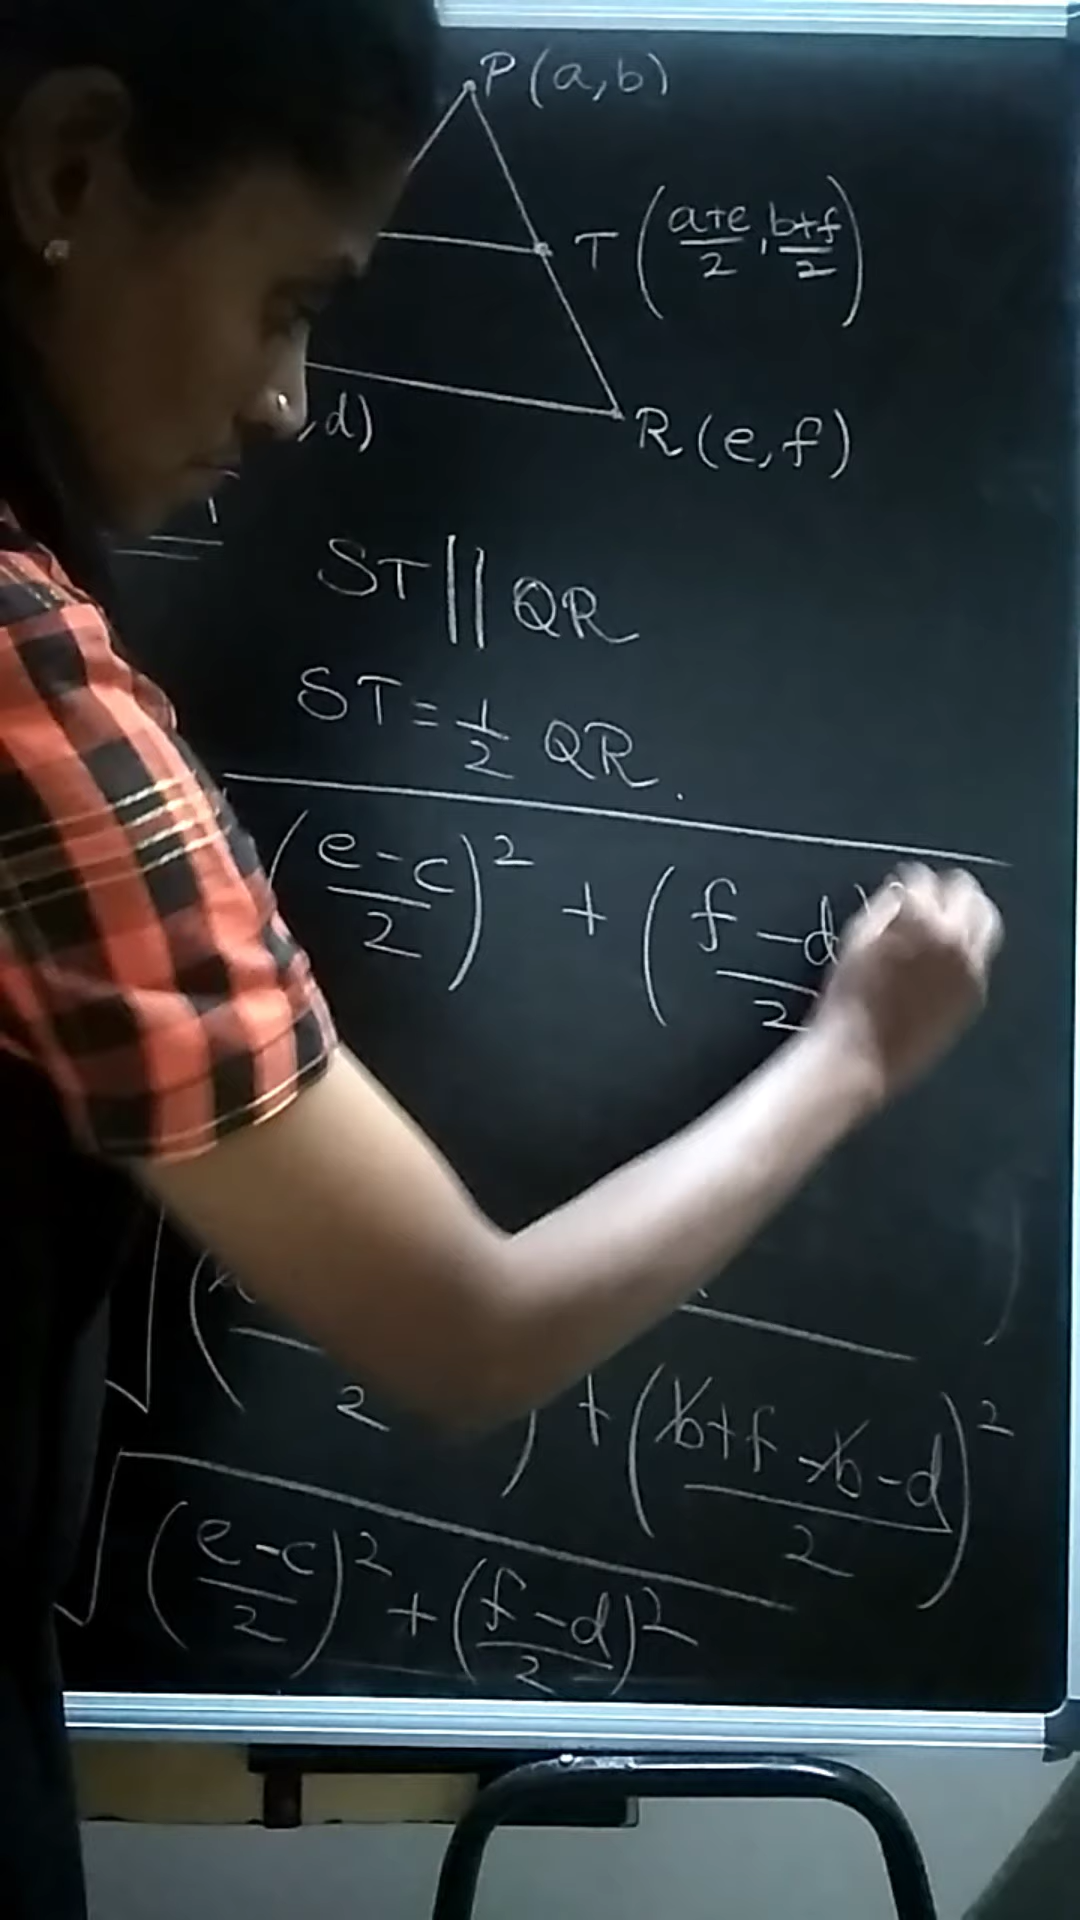 P (a, b)
T ( a+e/2 , b+f/2 )
, d)
R (e, f)
ST || QR
ST = 1/2 QR.
( e-c/2 )² + ( f-d/2 )
2 ) + ( b+f-b-d/2 )²
√ ( e-c/2 )² + ( f-d/2 )²